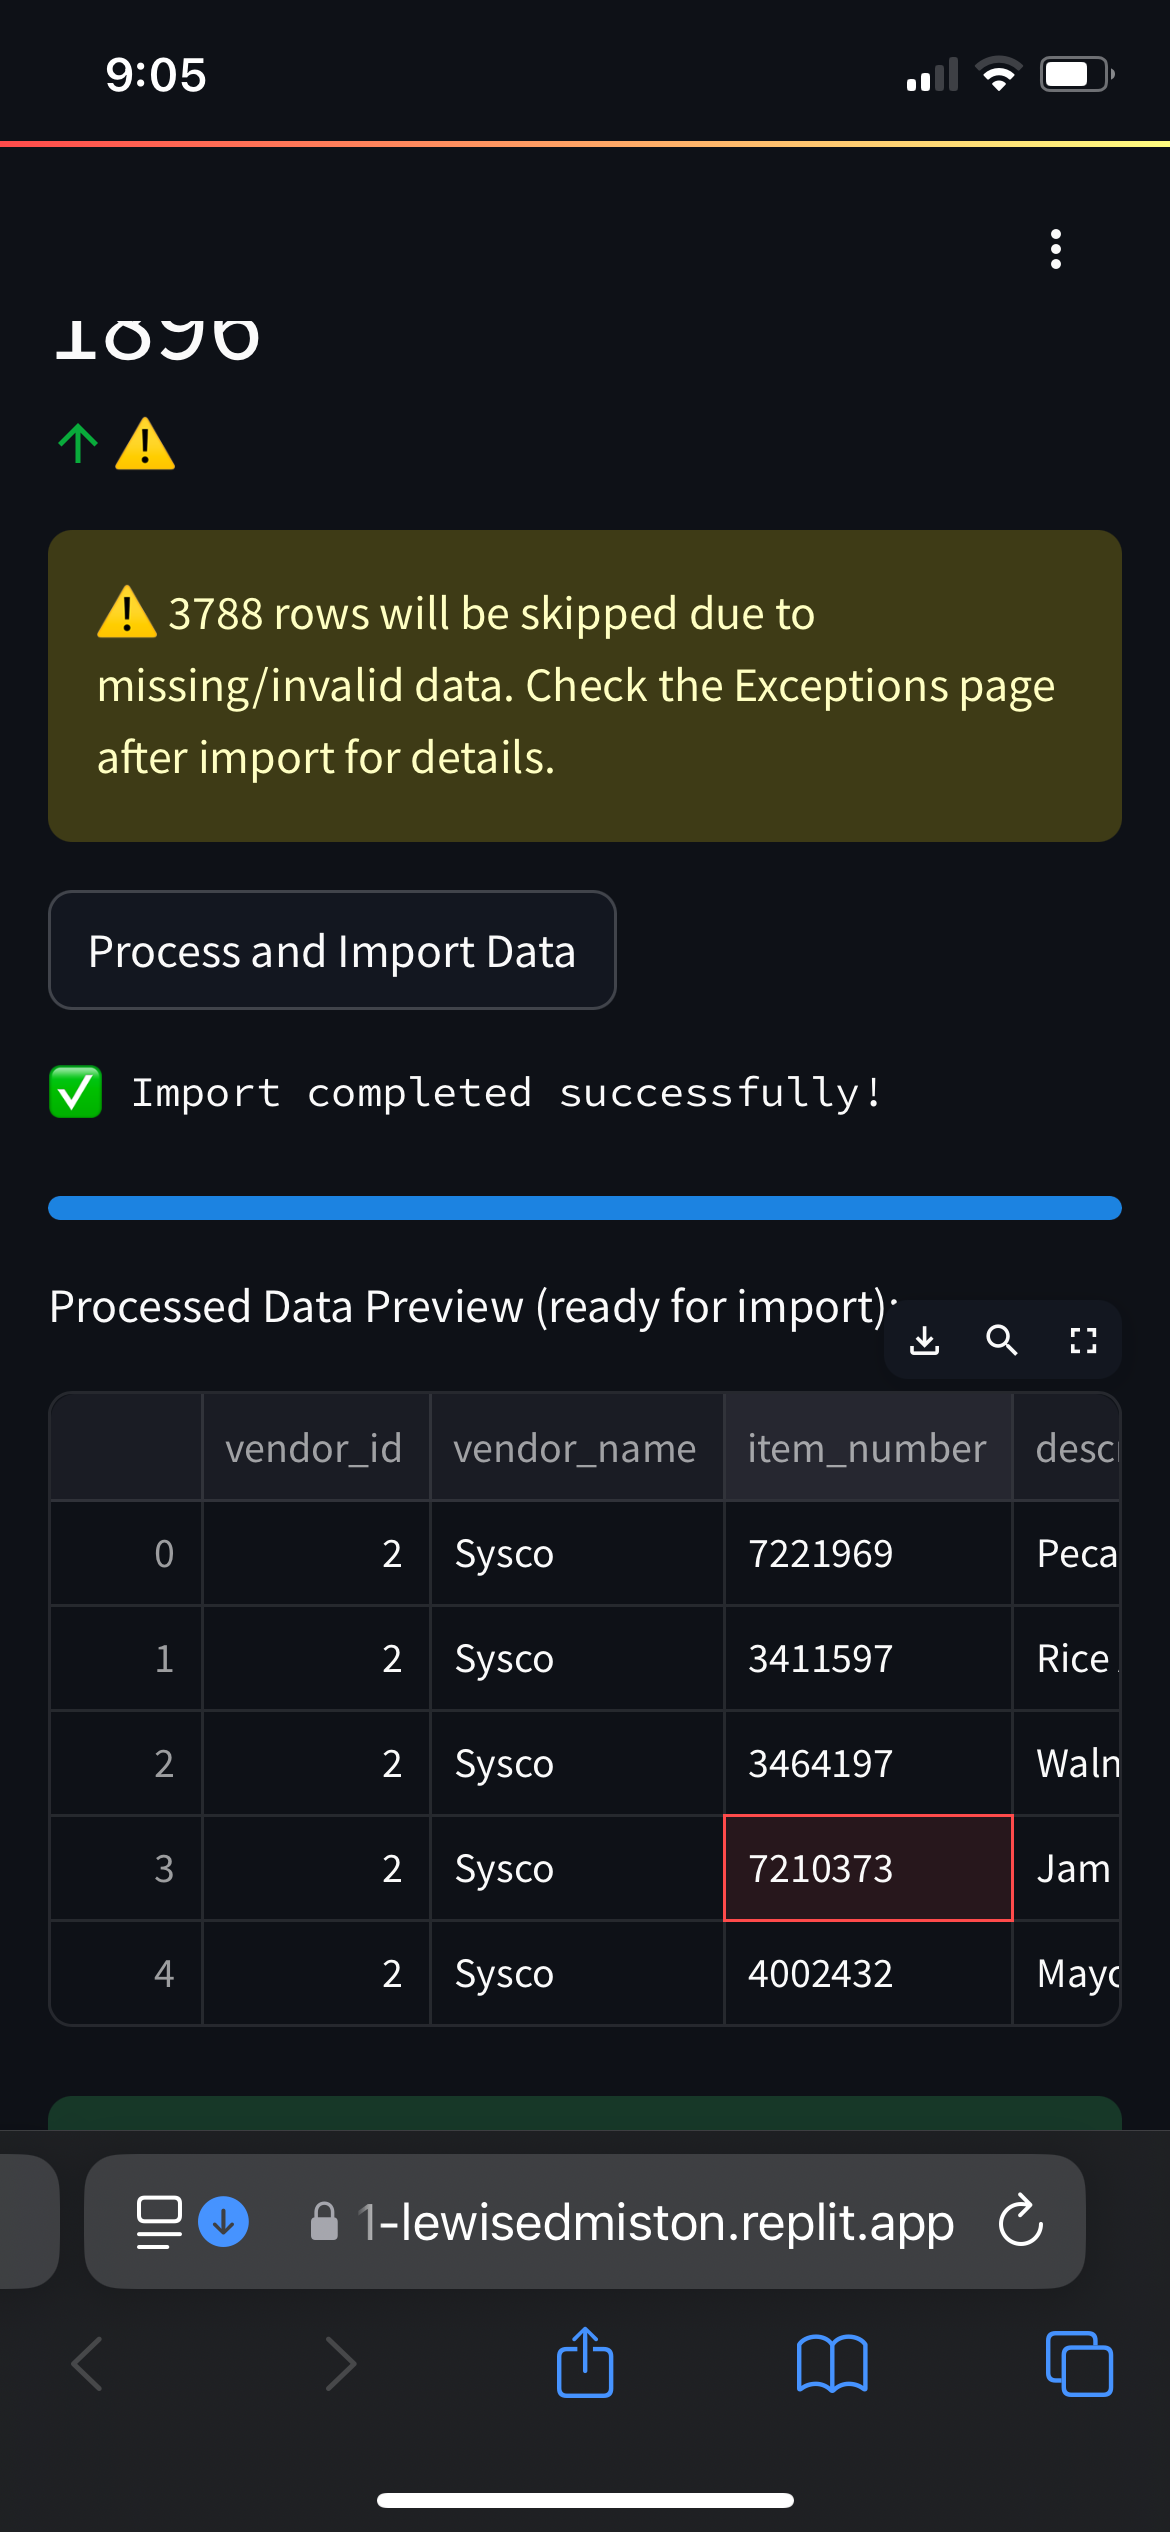 9:05
1896
⚠️ 3788 rows will be skipped due to
missing/invalid data. Check the Exceptions page
after import for details.
Process and Import Data
✅ Import completed successfully!
Processed Data Preview (ready for import):
vendor_id vendor_name item_number desc
0 2 Sysco 7221969 Peca
1 2 Sysco 3411597 Rice
2 2 Sysco 3464197 Waln
3 2 Sysco 7210373 Jam
4 2 Sysco 4002432 Mayo
1-lewisedmiston.replit.app